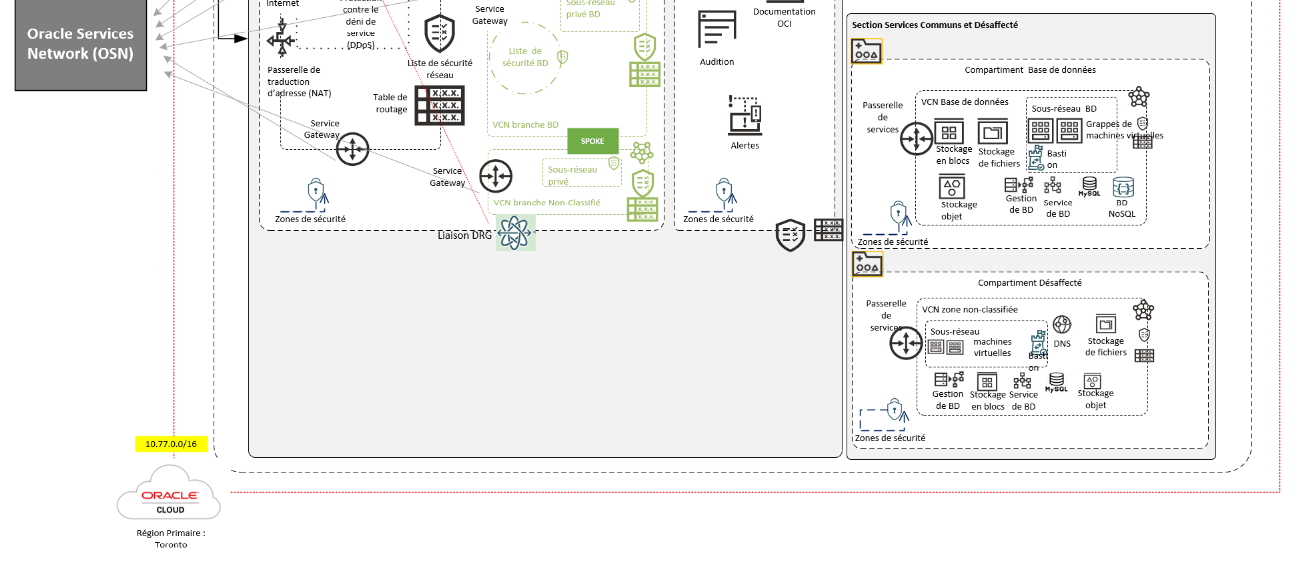 Oracle Services
Network (OSN)
Internet
contre le
déni de
service
(DDoS)
Passerelle de
traduction
d'adresse (NAT)
Service
Gateway
Liste de sécurité
réseau
Table de
routage
Service
Gateway
Service
Gateway
Zones de sécurité
Liaison DRG
Sous-réseau
privé BD
Liste de
sécurité BD
VCN branche BD
SPOKE
Sous-réseau
privé
VCN branche Non-Classifié
Documentation
OCI
Audition
Alertes
Zones de sécurité
Section Services Communs et Désaffecté
Compartiment Base de données
Passerelle
de
services
VCN Base de données
Sous-réseau BD
Grappes de
machines virtuelles
Stockage
en blocs
Stockage
de fichiers
Basti
on
Stockage
objet
Gestion
de BD
Service
de BD
MySQL
BD
NoSQL
Zones de sécurité
Compartiment Désaffecté
Passerelle
de
services
VCN zone non-classifiée
Sous-réseau
machines
virtuelles
Basti
on
DNS
Stockage
de fichiers
Gestion
de BD
Stockage
en blocs
Service
de BD
MySQL
Stockage
objet
Zones de sécurité
10.77.0.0/16
ORACLE
CLOUD
Région Primaire :
Toronto